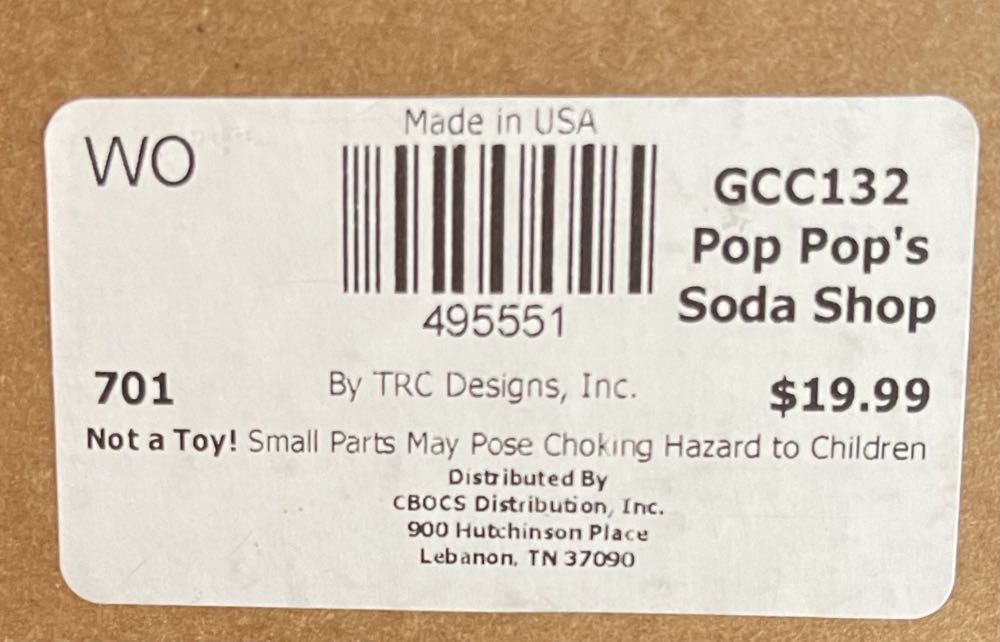 Made in USA
WO
GCC132
Pop Pop's
Soda Shop
495551
701
By TRC Designs, Inc.
$19.99
Not a Toy! Small Parts May Pose Choking Hazard to Children
Distributed By
CBOCS Distribution, Inc.
900 Hutchinson Place
Lebanon, TN 37090